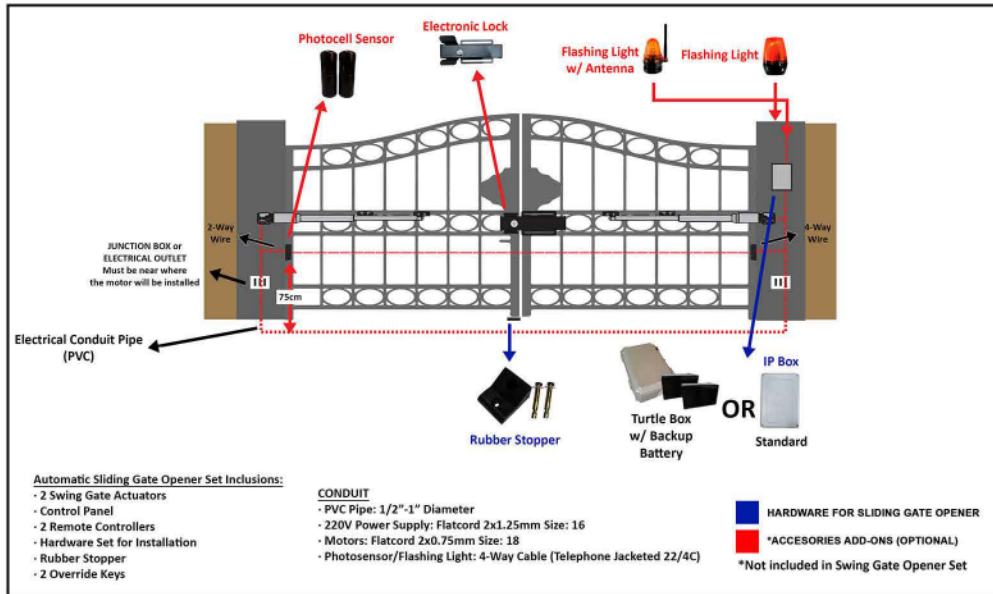 Photocell Sensor
Electronic Lock
Flashing Light
w/ Antenna
Flashing Light
2-Way
Wire
4-Way
Wire
JUNCTION BOX or
ELECTRICAL OUTLET
Must be near where
the motor will be installed
75cm
Electrical Conduit Pipe
(PVC)
Rubber Stopper
Turtle Box
w/ Backup
Battery
OR
IP Box
Standard
Automatic Sliding Gate Opener Set Inclusions:
· 2 Swing Gate Actuators
· Control Panel
· 2 Remote Controllers
· Hardware Set for Installation
· Rubber Stopper
· 2 Override Keys
CONDUIT
· PVC Pipe: 1/2"-1" Diameter
· 220V Power Supply: Flatcord 2x1.25mm Size: 16
· Motors: Flatcord 2x0.75mm Size: 18
· Photosensor/Flashing Light: 4-Way Cable (Telephone Jacketed 22/4C)
HARDWARE FOR SLIDING GATE OPENER
*ACCESORIES ADD-ONS (OPTIONAL)
*Not included in Swing Gate Opener Set